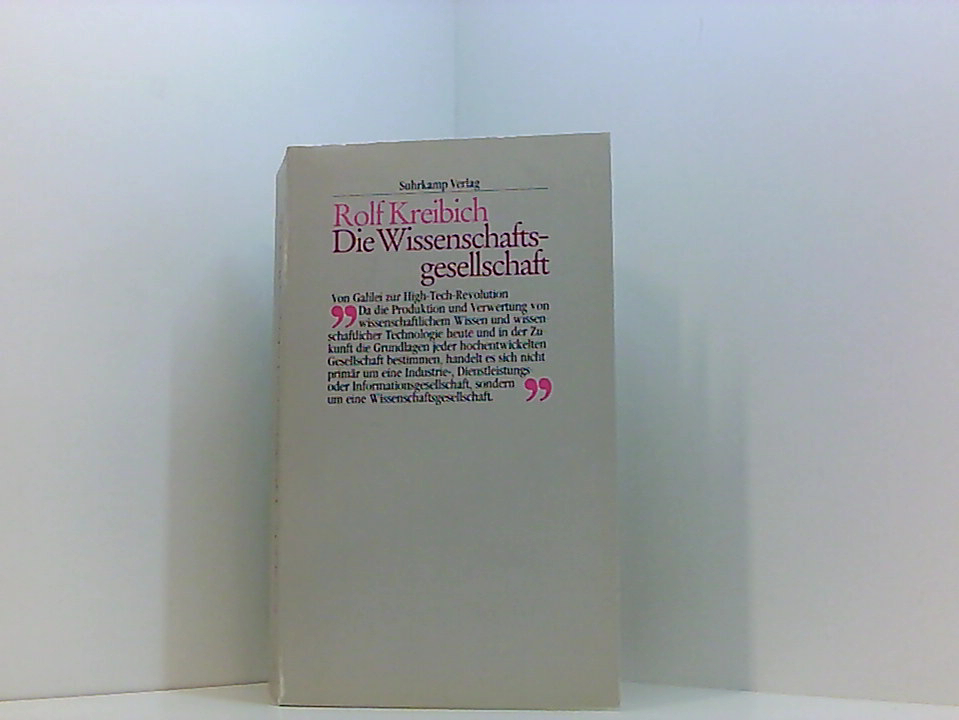 Suhrkamp Verlag
Rolf Kreibich
Die Wissenschafts-
gesellschaft
Von Galilei zur High-Tech-Revolution
„Da die Produktion und Verwertung von
wissenschaftlichem Wissen und wissen-
schaftlicher Technologie heute und in der Zu-
kunft die Grundlagen jeder hochentwickelten
Gesellschaft bestimmen, handelt es sich nicht
primär um eine Industrie-, Dienstleistungs-
oder Informationsgesellschaft, sondern
um eine Wissenschaftsgesellschaft.”